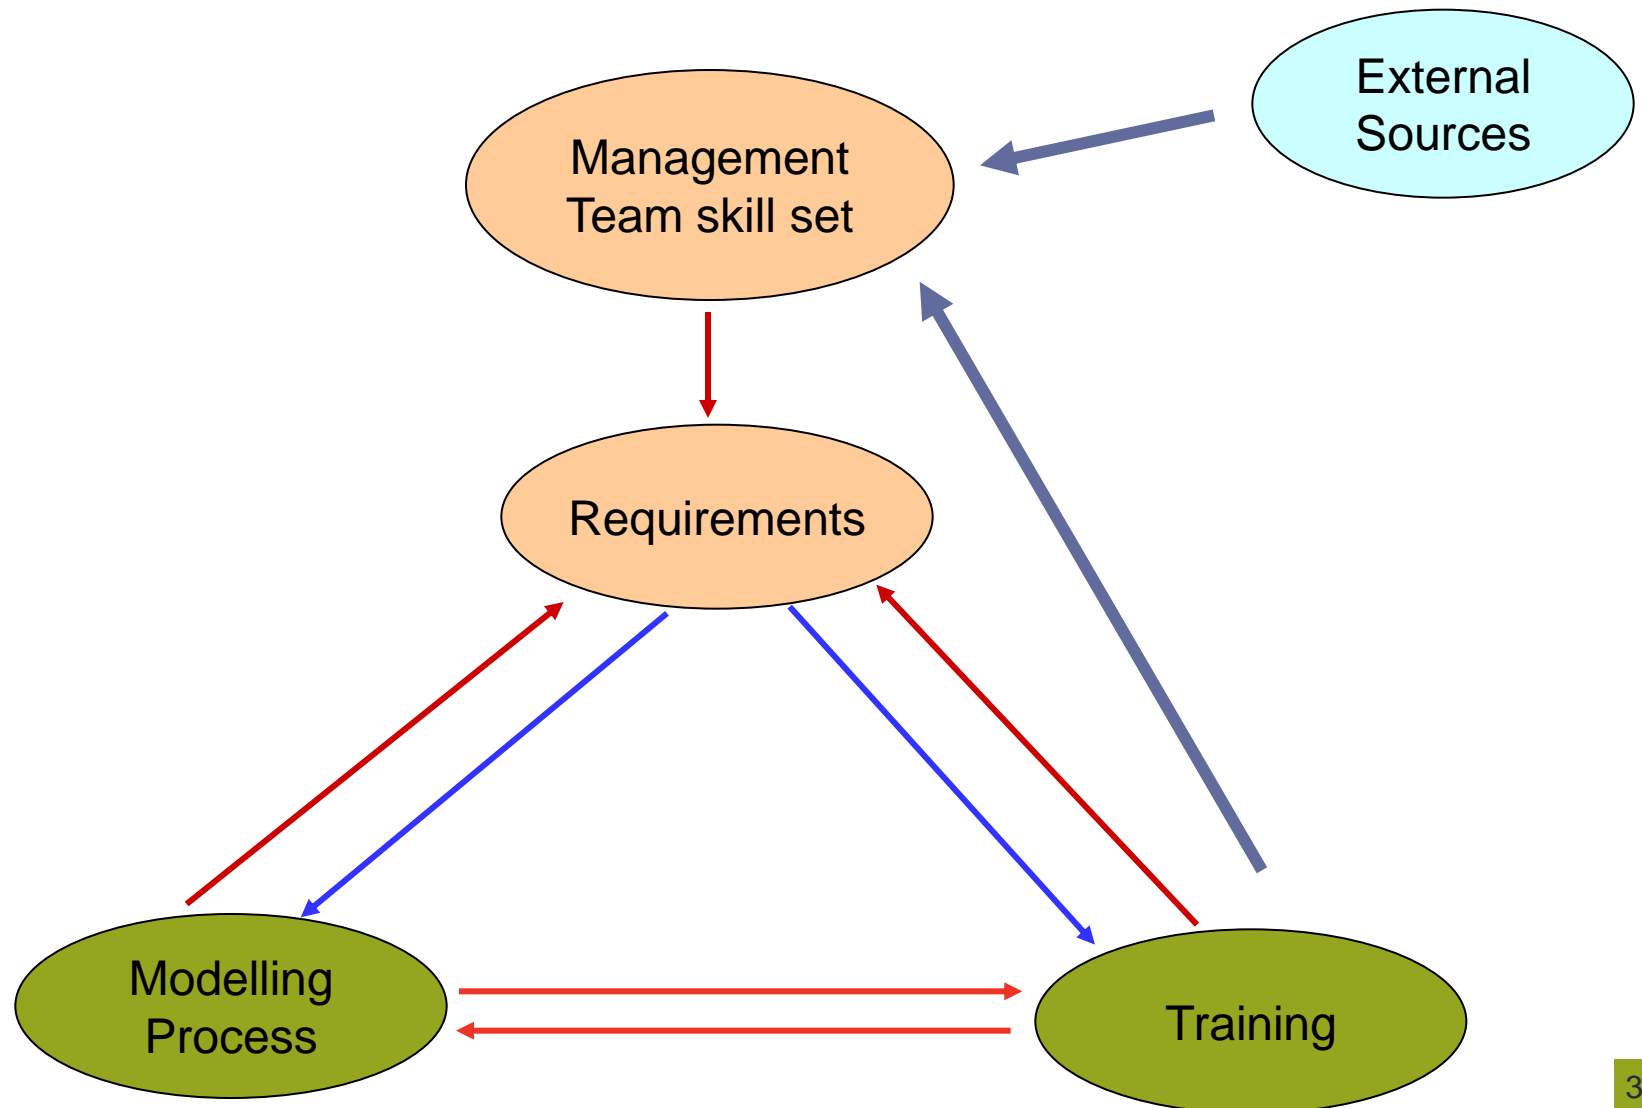 External
Sources
Management
Team skill set
Requirements
Modelling
Process
Training
3